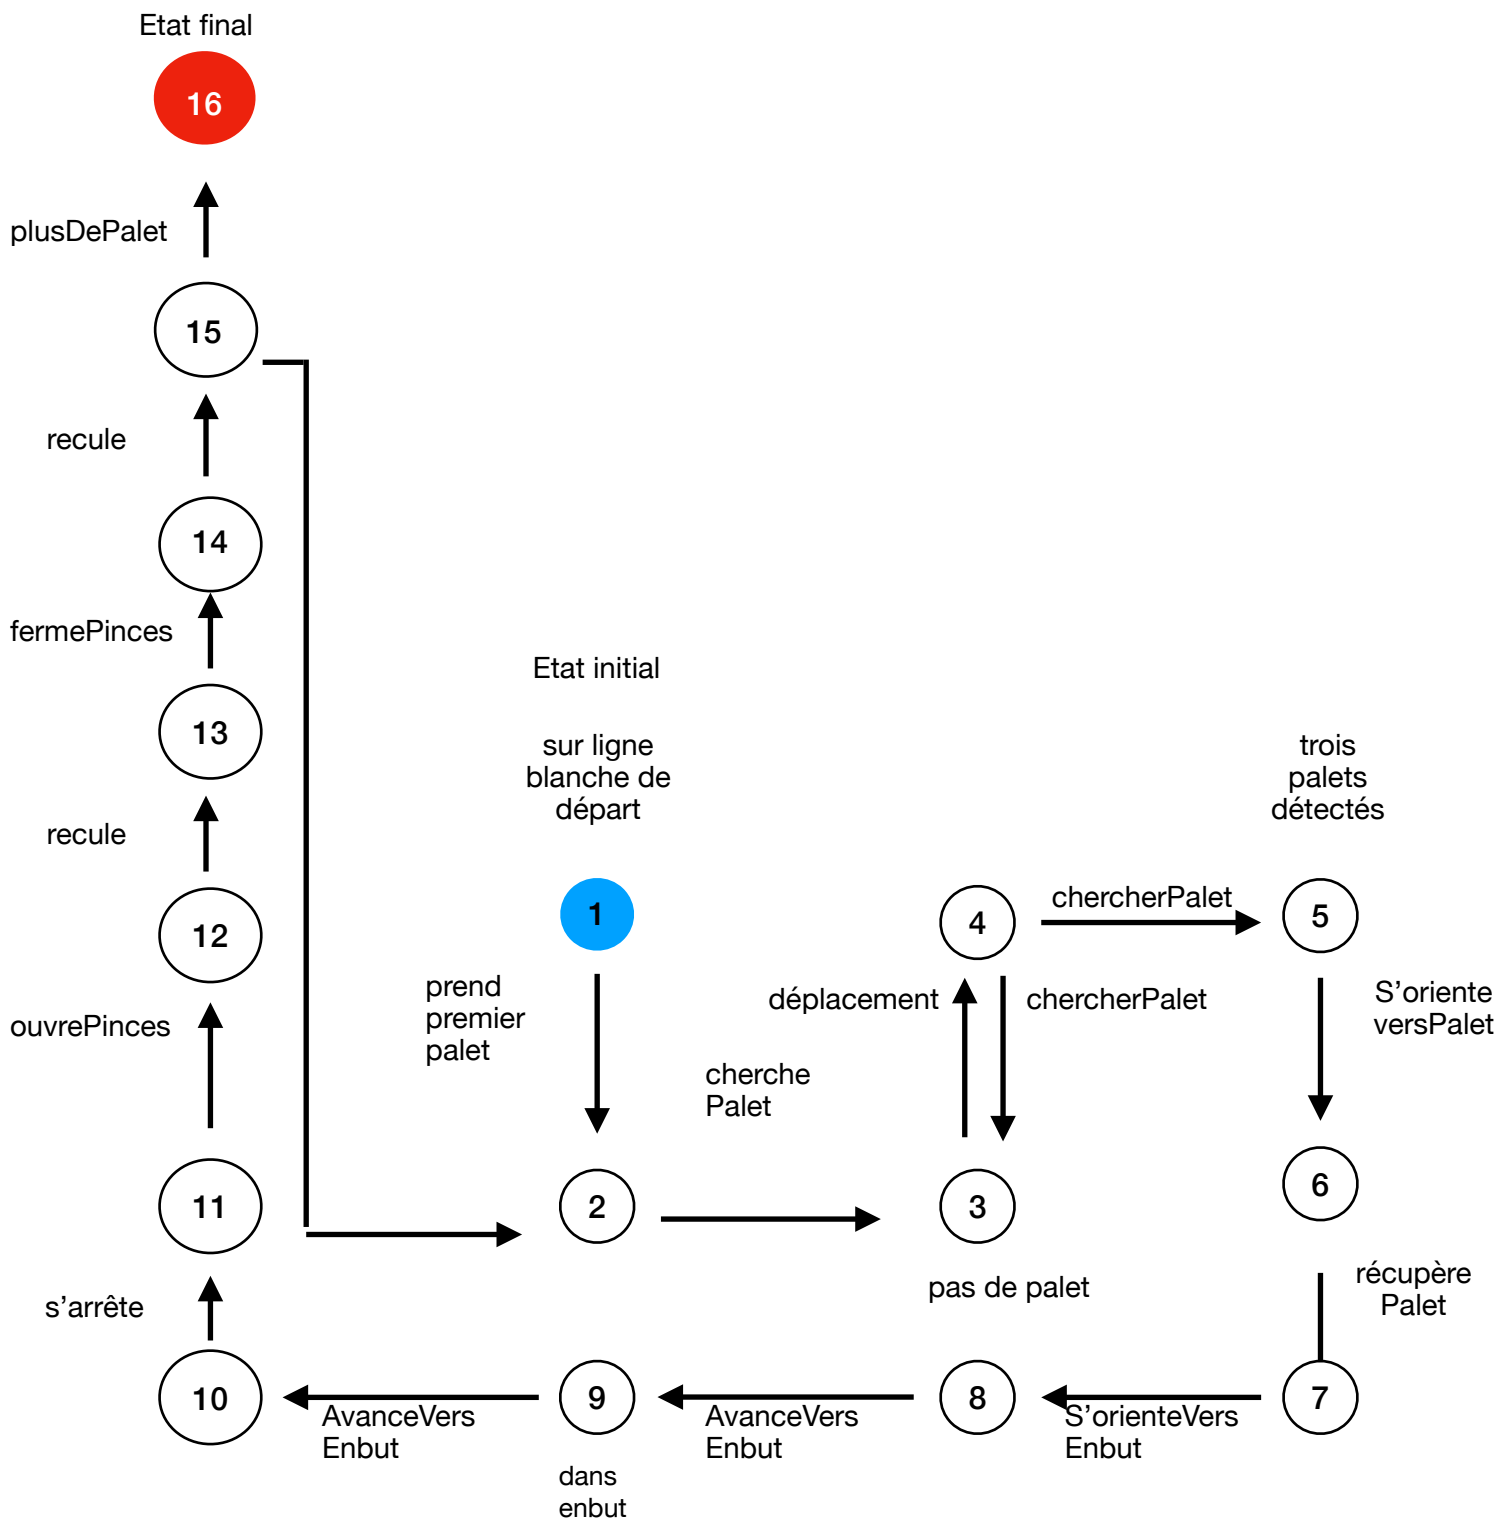 Etat final
16
plusDePalet
15
recule
14
fermePinces
13
Etat initial
sur ligne
blanche de
départ
trois
palets
détectés
recule
12
1
4
chercherPalet
5
ouvrePinces
prend
premier
palet
déplacement
chercherPalet
S’oriente
versPalet
cherche
Palet
11
2
3
6
pas de palet
récupère
Palet
s’arrête
10
AvanceVers
Enbut
9
AvanceVers
Enbut
8
S’orienteVers
Enbut
7
dans
enbut